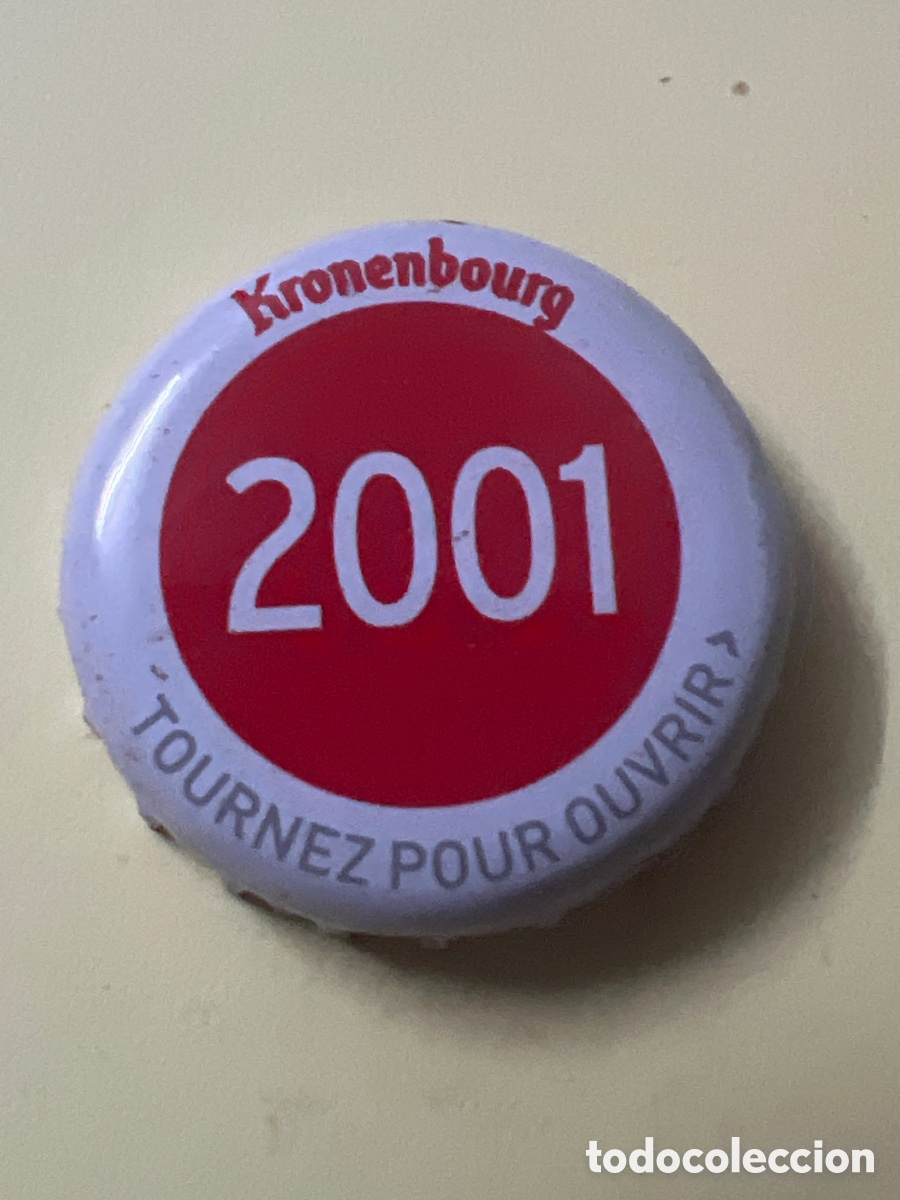 Kronenbourg
2001
TOURNEZ POUR OUVRIR >
todocoleccion